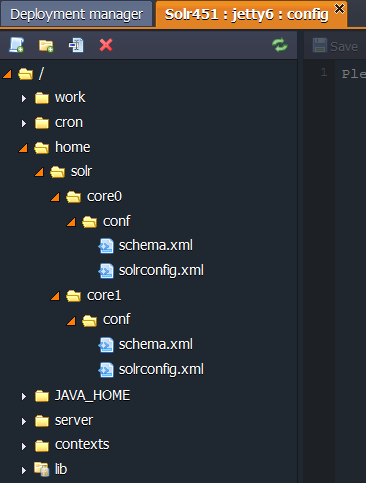 Deployment manager
Solr451 : jetty6 : config
Save
/
1 Ple
work
cron
home
solr
core0
conf
schema.xml
solrconfig.xml
core1
conf
schema.xml
solrconfig.xml
JAVA_HOME
server
contexts
lib